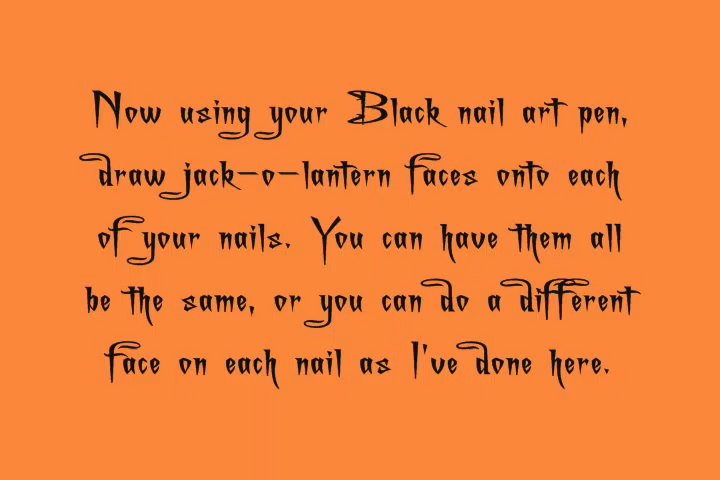 Now using your Black nail art pen,
draw jack-o-lantern faces onto each
of your nails. You can have them all
be the same, or you can do a different
face on each nail as I've done here.